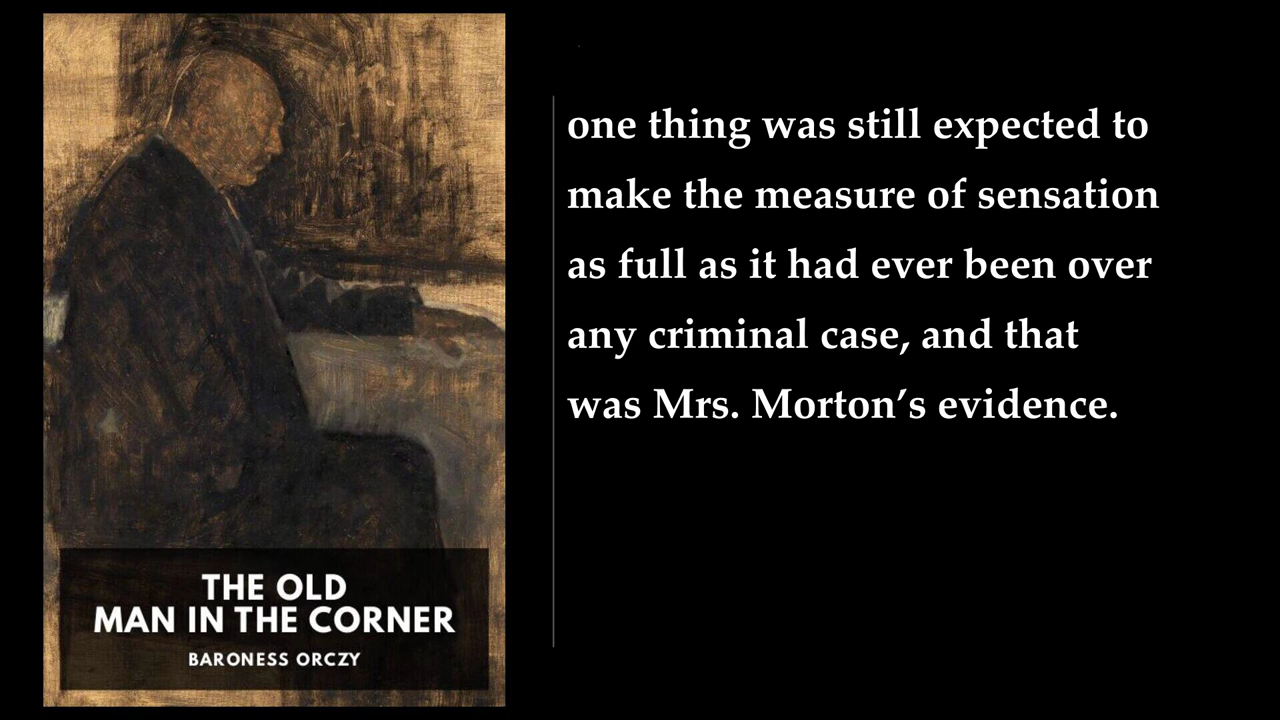 one thing was still expected to
make the measure of sensation
as full as it had ever been over
any criminal case, and that
was Mrs. Morton’s evidence.
THE OLD
MAN IN THE CORNER
BARONESS ORCZY